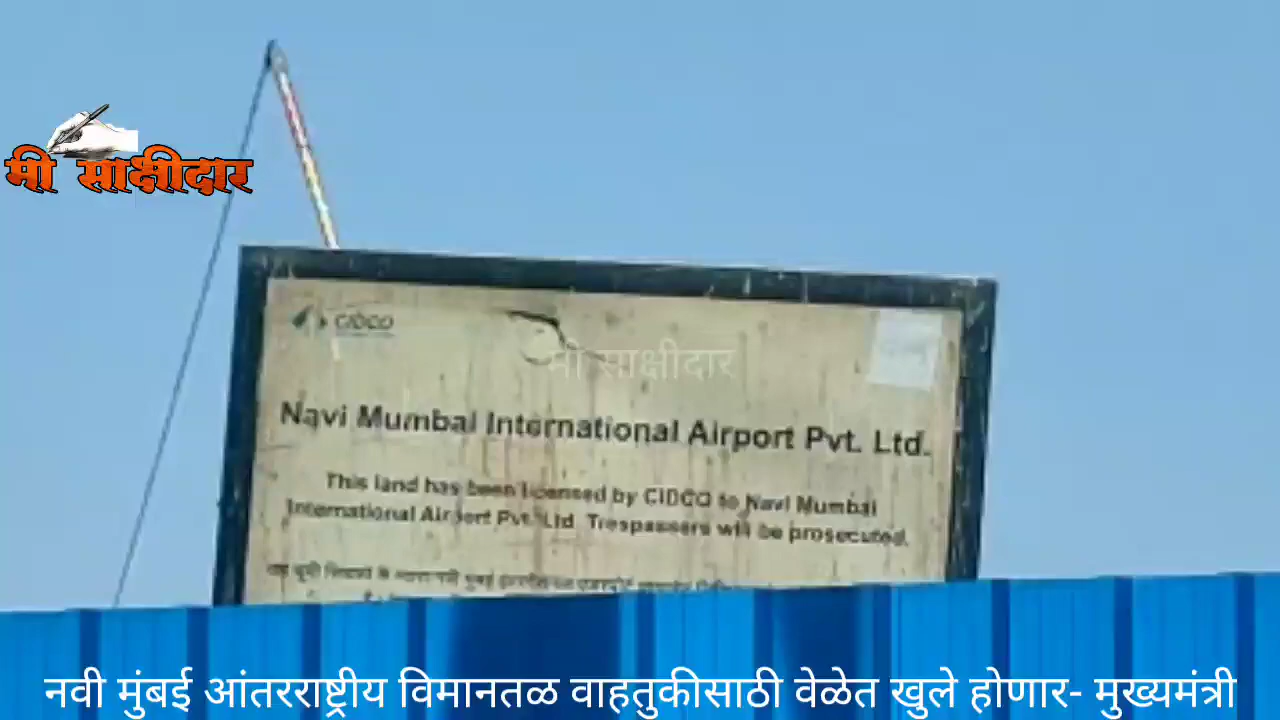 मी साक्षीदार
CIDCO
मी साक्षीदार
Navi Mumbai International Airport Pvt. Ltd.
This land has been licensed by CIDCO to Navi Mumbai
International Airport Pvt. Ltd. Trespassers will be prosecuted.
नवी मुंबई आंतरराष्ट्रीय विमानतळ वाहतुकीसाठी वेळेत खुले होणार- मुख्यमंत्री